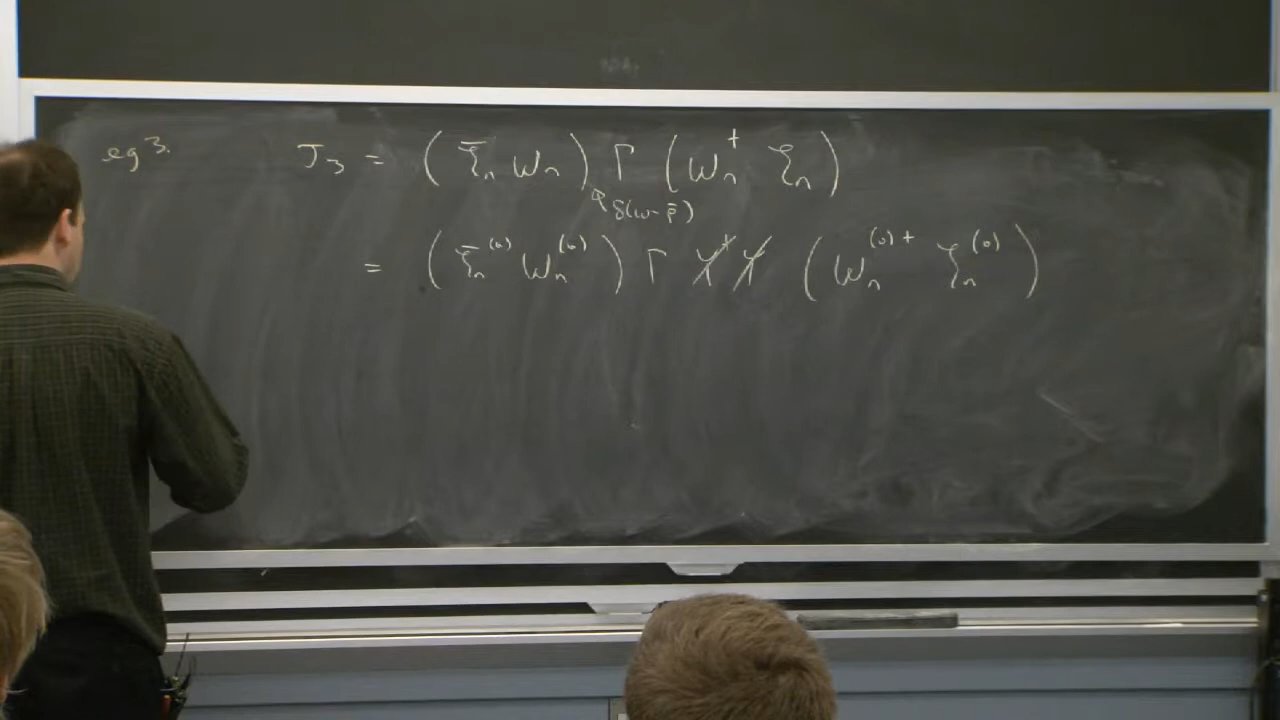 eg 3. J₃ = ( ξ̄ₙ Wₙ ) Γ ( Wₙ† ξₙ )
δ(ω-p̄)
= ( ξ̄ₙ⁽⁰⁾ Wₙ⁽⁰⁾ ) Γ Y† Y ( Wₙ⁽⁰⁾† ξₙ⁽⁰⁾ )